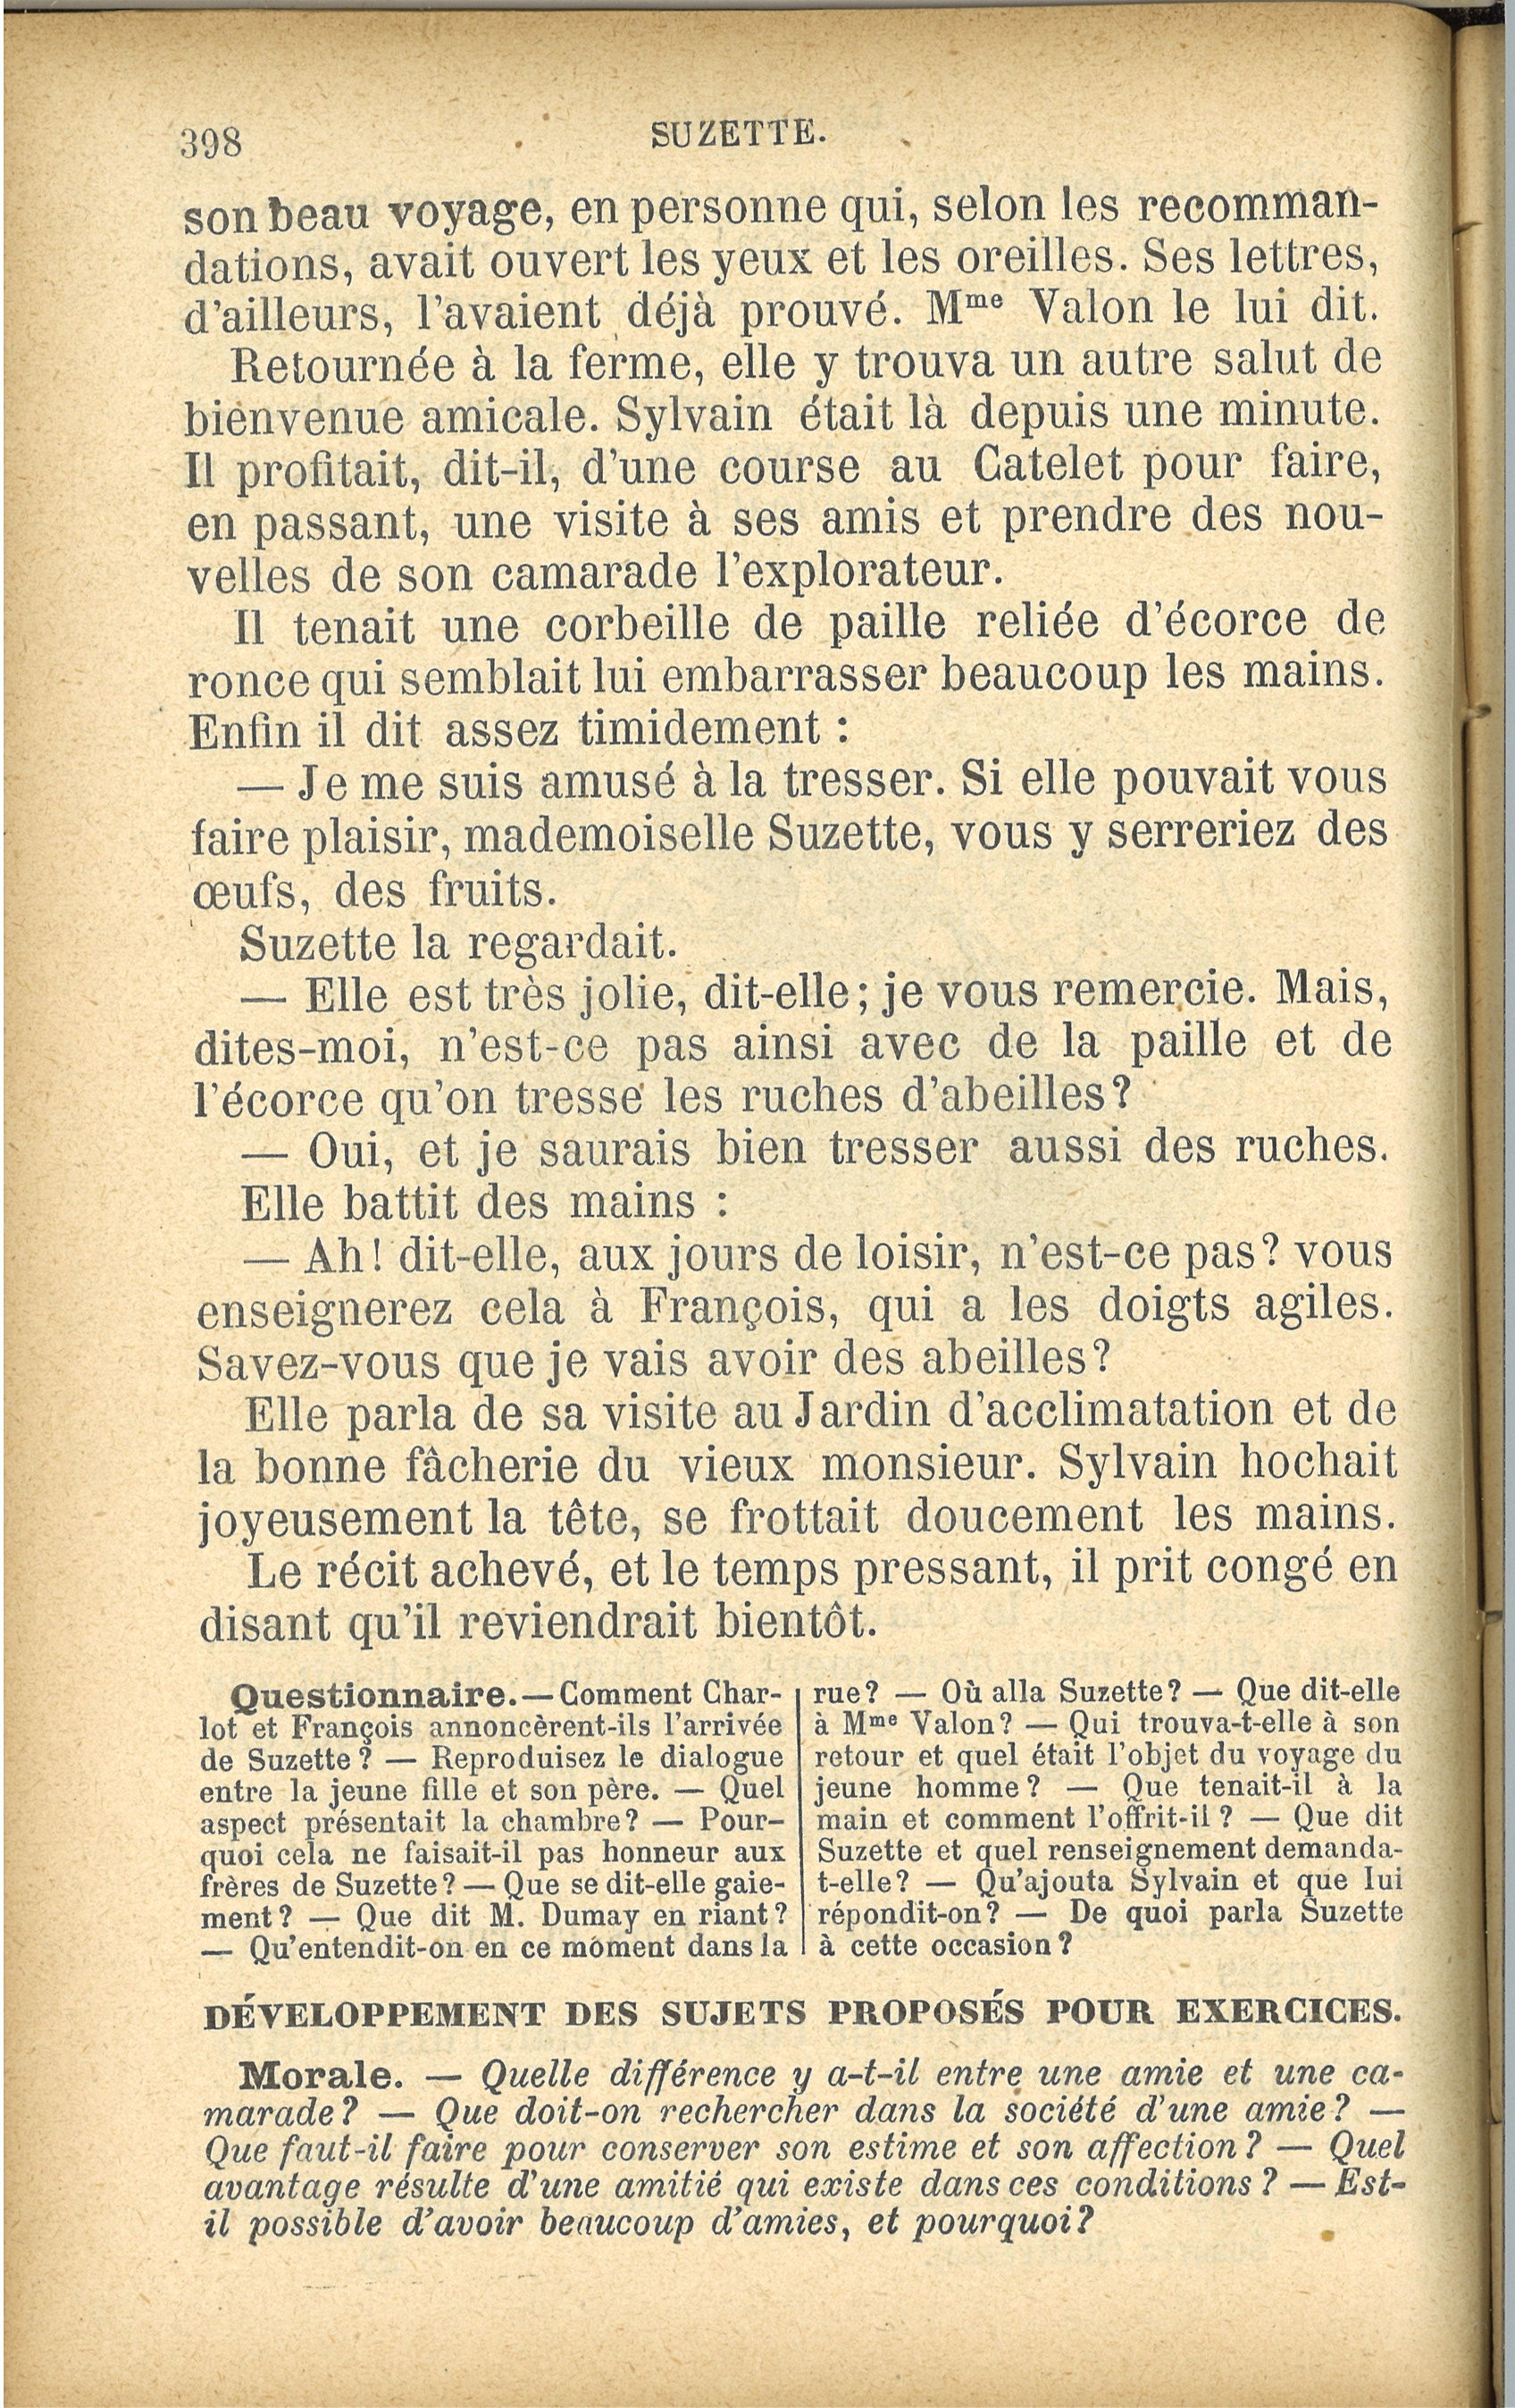 398
SUZETTE.
son beau voyage, en personne qui, selon les recomman-
dations, avait ouvert les yeux et les oreilles. Ses lettres,
d'ailleurs, l'avaient déjà prouvé. Mme Valon le lui dit.
Retournée à la ferme, elle y trouva un autre salut de
bienvenue amicale. Sylvain était là depuis une minute.
Il profitait, dit-il, d'une course au Catelet pour faire,
en passant, une visite à ses amis et prendre des nou-
velles de son camarade l'explorateur.
Il tenait une corbeille de paille reliée d'écorce de
ronce qui semblait lui embarrasser beaucoup les mains.
Enfin il dit assez timidement :
— Je me suis amusé à la tresser. Si elle pouvait vous
faire plaisir, mademoiselle Suzette, vous y serreriez des
œufs, des fruits.
Suzette la regardait.
— Elle est très jolie, dit-elle; je vous remercie. Mais,
dites-moi, n'est-ce pas ainsi avec de la paille et de
l'écorce qu'on tresse les ruches d'abeilles?
— Oui, et je saurais bien tresser aussi des ruches.
Elle battit des mains :
— Ah! dit-elle, aux jours de loisir, n'est-ce pas? vous
enseignerez cela à François, qui a les doigts agiles.
Savez-vous que je vais avoir des abeilles?
Elle parla de sa visite au Jardin d'acclimatation et de
la bonne fâcherie du vieux monsieur. Sylvain hochait
joyeusement la tête, se frottait doucement les mains.
Le récit achevé, et le temps pressant, il prit congé en
disant qu'il reviendrait bientôt.
Questionnaire. — Comment Char-
lot et François annoncèrent-ils l'arrivée
de Suzette? — Reproduisez le dialogue
entre la jeune fille et son père. — Quel
aspect présentait la chambre? — Pour-
quoi cela ne faisait-il pas honneur aux
frères de Suzette? — Que se dit-elle gaie-
ment? — Que dit M. Dumay en riant?
— Qu'entendit-on en ce moment dans la
rue? — Où alla Suzette? — Que dit-elle
à Mme Valon? — Qui trouva-t-elle à son
retour et quel était l'objet du voyage du
jeune homme? — Que tenait-il à la
main et comment l'offrit-il? — Que dit
Suzette et quel renseignement demanda-
t-elle? — Qu'ajouta Sylvain et que lui
répondit-on? — De quoi parla Suzette
à cette occasion?
DÉVELOPPEMENT DES SUJETS PROPOSÉS POUR EXERCICES.
Morale. — Quelle différence y a-t-il entre une amie et une ca-
marade? — Que doit-on rechercher dans la société d'une amie? —
Que faut-il faire pour conserver son estime et son affection? — Quel
avantage résulte d'une amitié qui existe dans ces conditions? — Est-
il possible d'avoir beaucoup d'amies, et pourquoi?